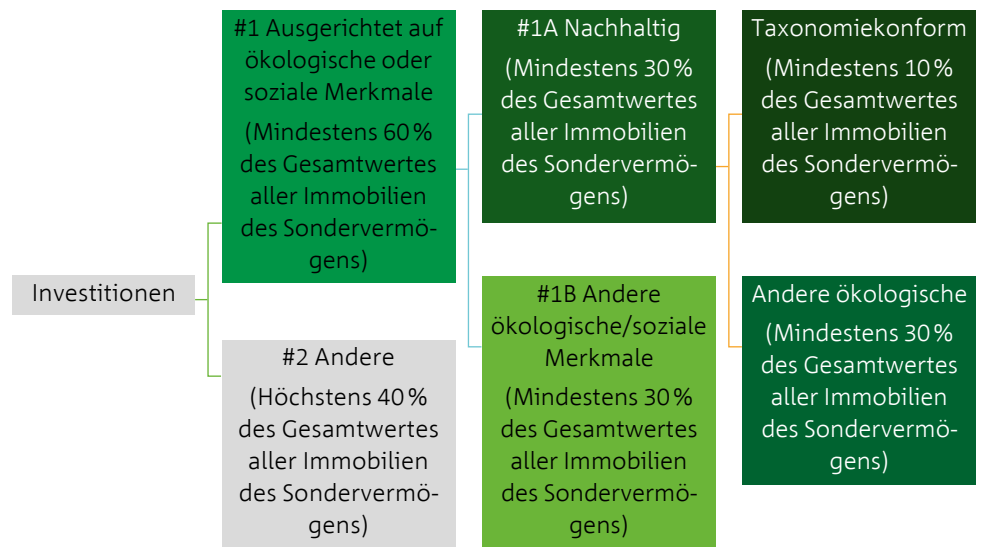 Investitionen
#1 Ausgerichtet auf
ökologische oder
soziale Merkmale
(Mindestens 60 %
des Gesamtwertes
aller Immobilien
des Sondervermö-
gens)
#2 Andere
(Höchstens 40 %
des Gesamtwertes
aller Immobilien
des Sondervermö-
gens)
#1A Nachhaltig
(Mindestens 30 %
des Gesamtwertes
aller Immobilien
des Sondervermö-
gens)
#1B Andere
ökologische/soziale
Merkmale
(Mindestens 30 %
des Gesamtwertes
aller Immobilien
des Sondervermö-
gens)
Taxonomiekonform
(Mindestens 10 %
des Gesamtwertes
aller Immobilien
des Sondervermö-
gens)
Andere ökologische
(Mindestens 30 %
des Gesamtwertes
aller Immobilien
des Sondervermö-
gens)